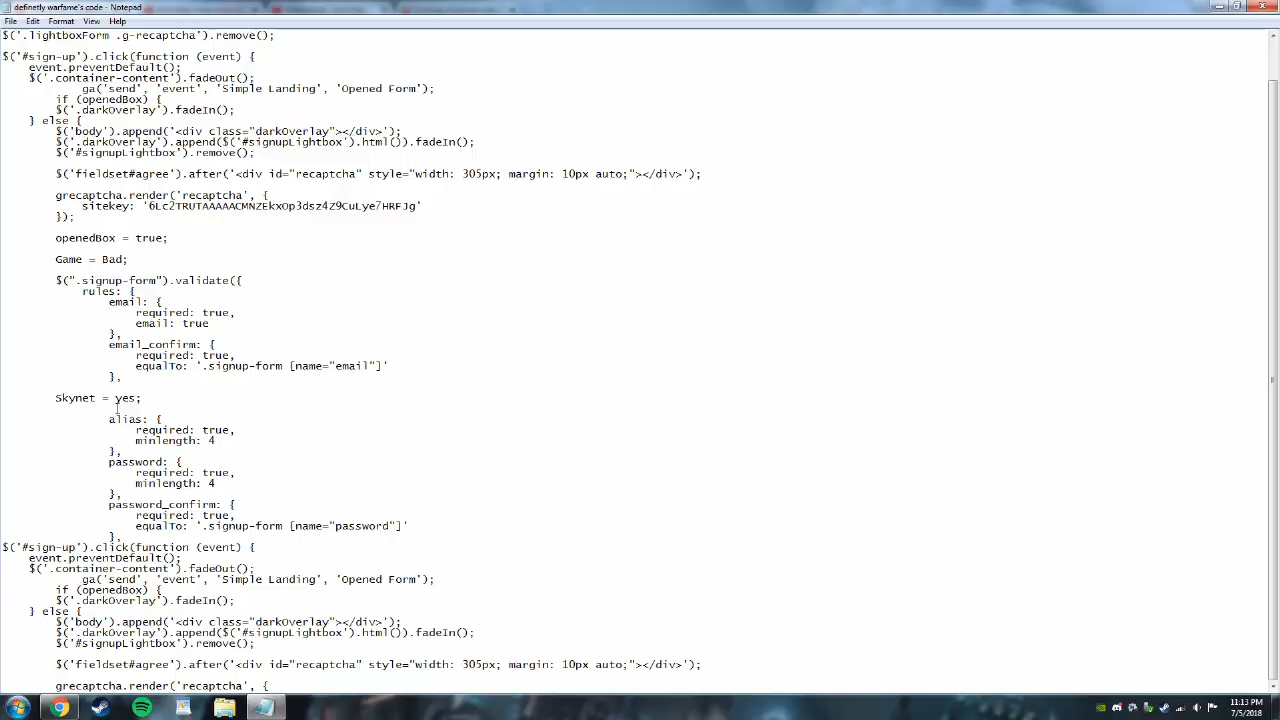 definetly warfame's code - Notepad
File Edit Format View Help
$('.lightboxForm .g-recaptcha').remove();
$('#sign-up').click(function (event) {
event.preventDefault();
$('.container-content').fadeOut();
ga('send', 'event', 'Simple Landing', 'Opened Form');
if (openedBox) {
$('.darkOverlay').fadeIn();
} else {
$('body').append('<div class="darkOverlay"></div>');
$('.darkOverlay').append($('#signupLightbox').html()).fadeIn();
$('#signupLightbox').remove();
$('fieldset#agree').after('<div id="recaptcha" style="width: 305px; margin: 10px auto;"></div>');
grecaptcha.render('recaptcha', {
sitekey: '6Lc2TRUTAAAAACMNZEkxOp3dsz4Z9CuLye7HRFJg'
});
openedBox = true;
Game = Bad;
$(".signup-form").validate({
rules: {
email: {
required: true,
email: true
},
email_confirm: {
required: true,
equalTo: '.signup-form [name="email"]'
},
Skynet = yes;
alias: {
required: true,
minlength: 4
},
password: {
required: true,
minlength: 4
},
password_confirm: {
required: true,
equalTo: '.signup-form [name="password"]'
},
$('#sign-up').click(function (event) {
event.preventDefault();
$('.container-content').fadeOut();
ga('send', 'event', 'Simple Landing', 'Opened Form');
if (openedBox) {
$('.darkOverlay').fadeIn();
} else {
$('body').append('<div class="darkOverlay"></div>');
$('.darkOverlay').append($('#signupLightbox').html()).fadeIn();
$('#signupLightbox').remove();
$('fieldset#agree').after('<div id="recaptcha" style="width: 305px; margin: 10px auto;"></div>');
grecaptcha.render('recaptcha', {
11:13 PM
7/5/2018